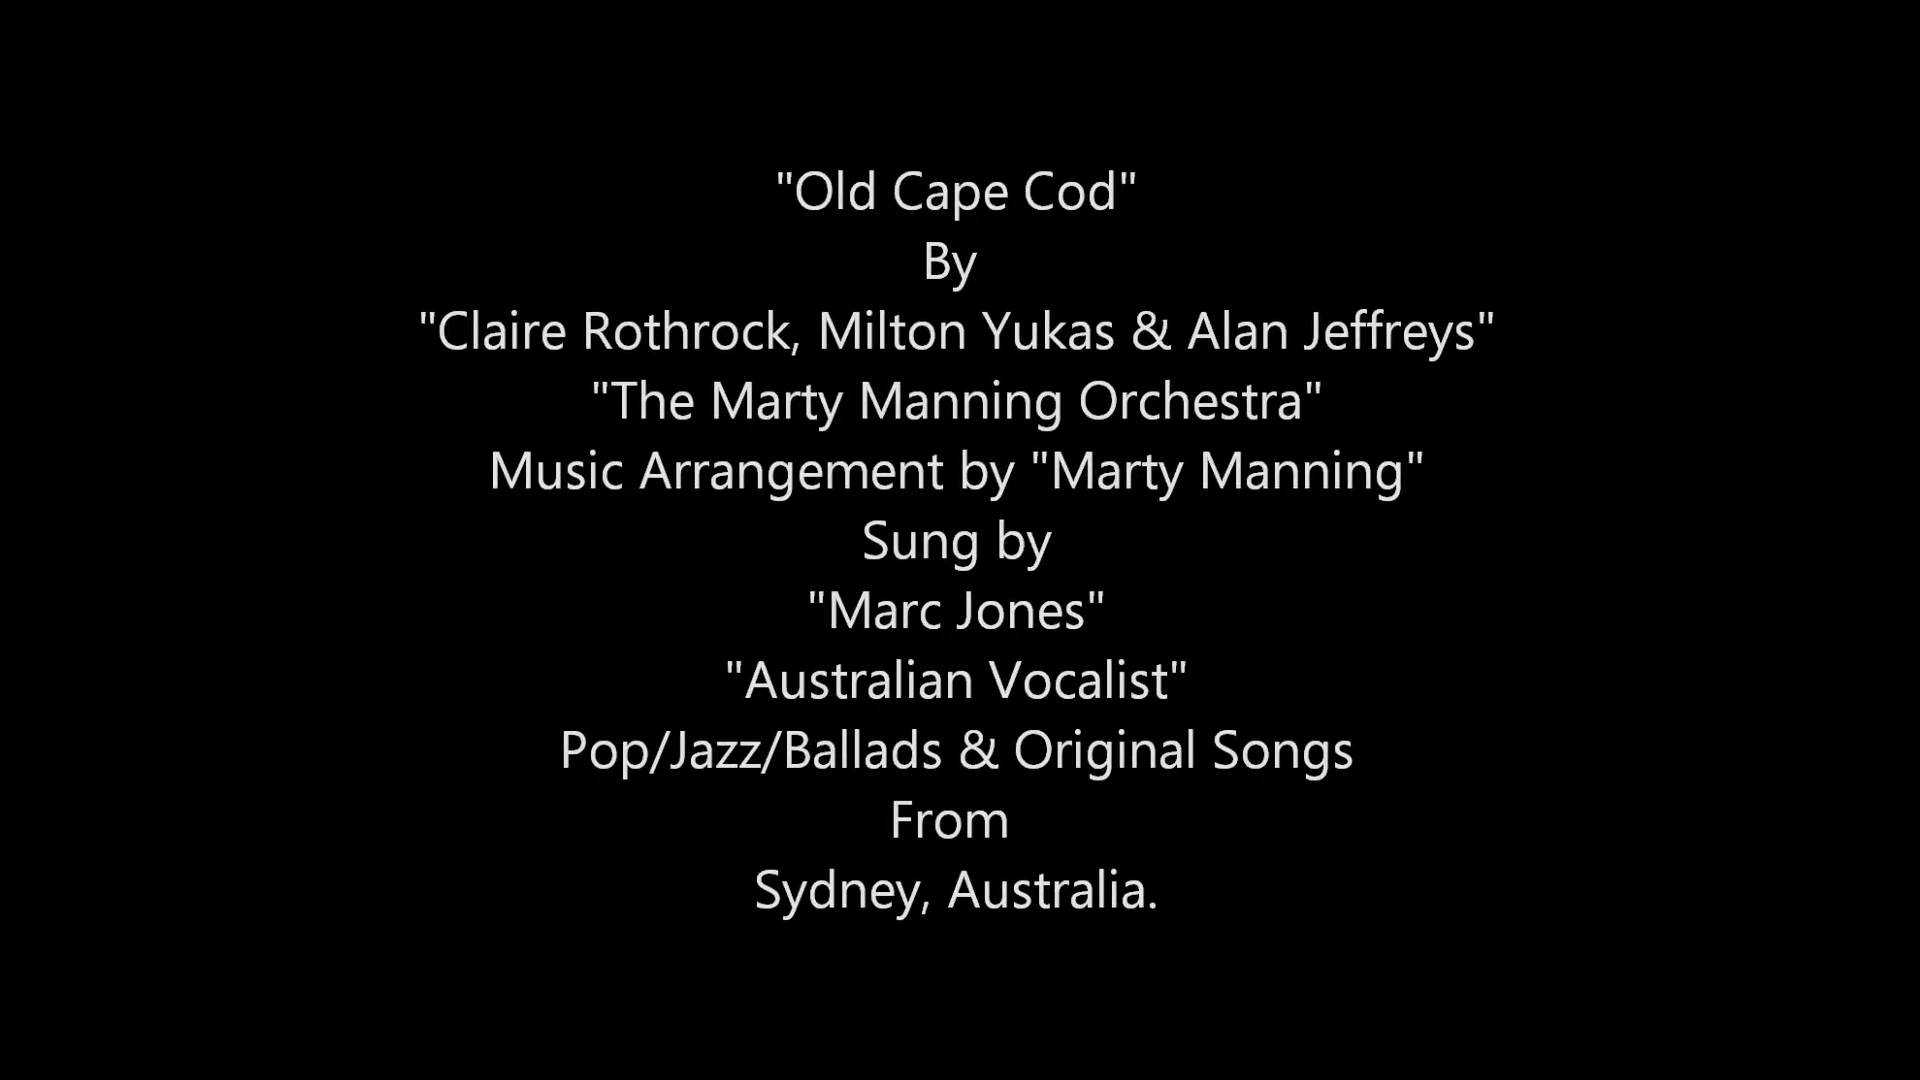 "Old Cape Cod"
By
"Claire Rothrock, Milton Yukas & Alan Jeffreys"
"The Marty Manning Orchestra"
Music Arrangement by "Marty Manning"
Sung by
"Marc Jones"
"Australian Vocalist"
Pop/Jazz/Ballads & Original Songs
From
Sydney, Australia.